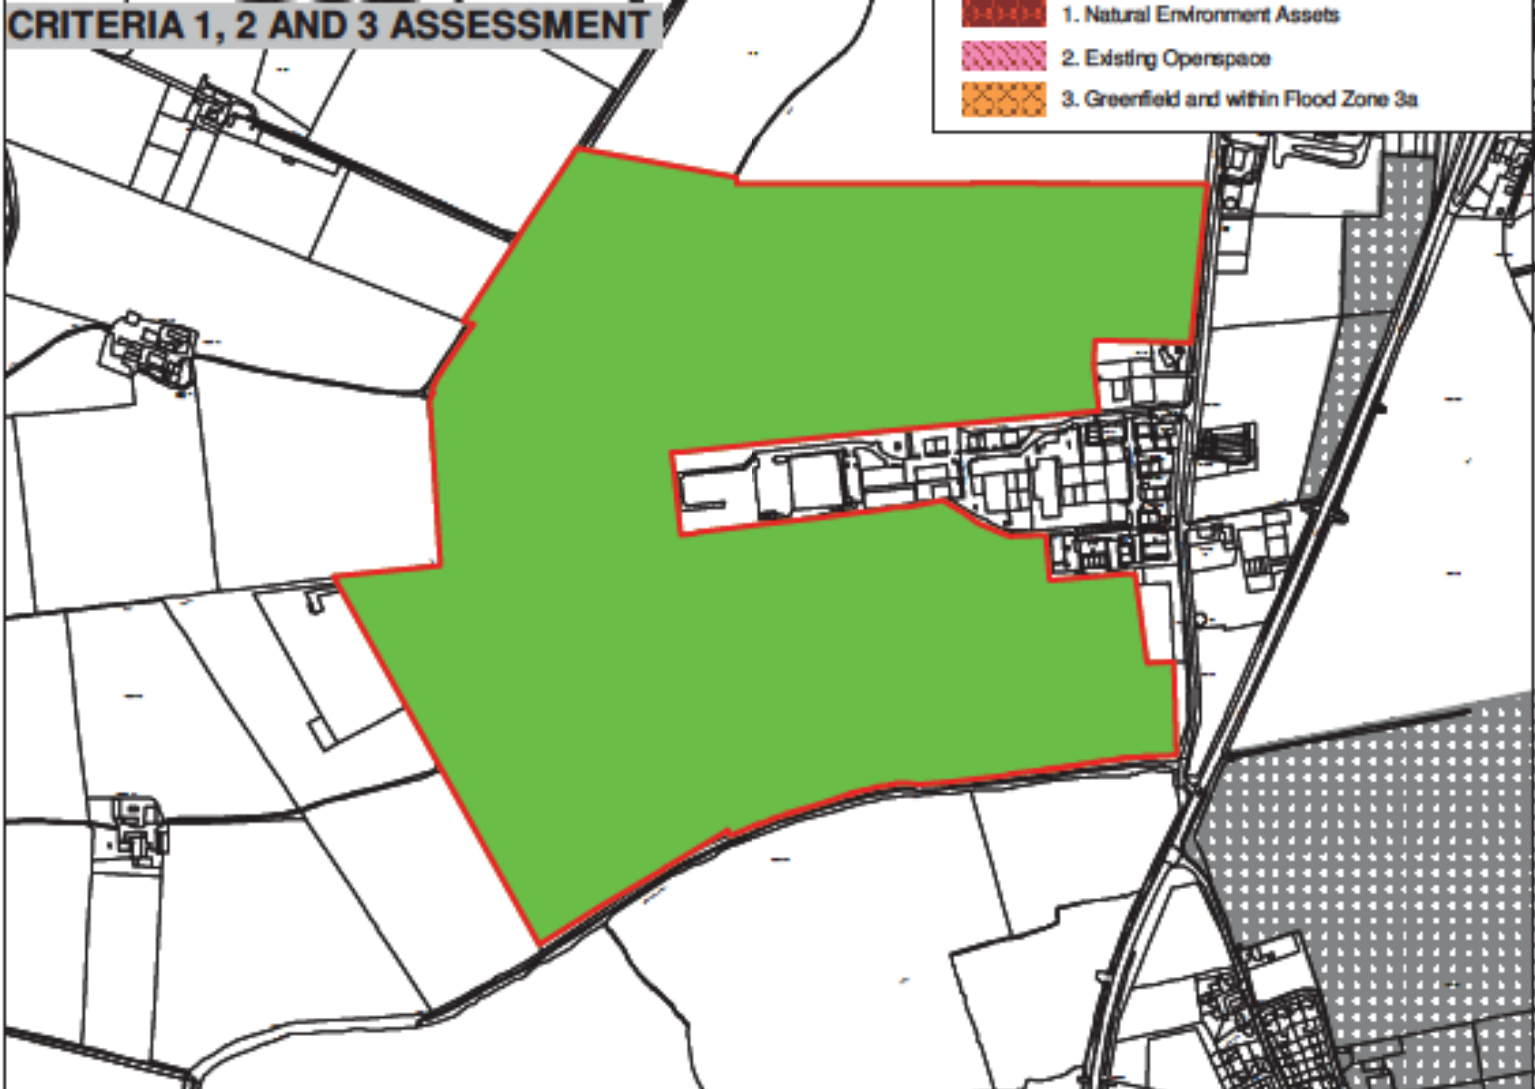 CRITERIA 1, 2 AND 3 ASSESSMENT
1. Natural Environment Assets
2. Existing Openspace
3. Greenfield and within Flood Zone 3a